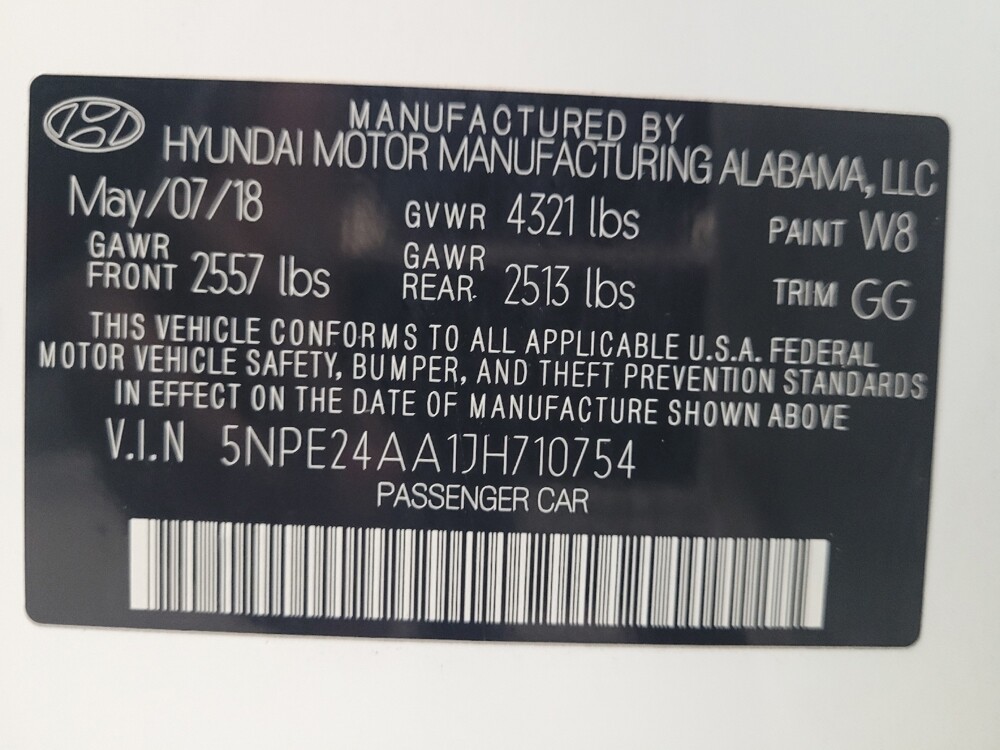 MANUFACTURED BY
HYUNDAI MOTOR MANUFACTURING ALABAMA, LLC
May/07/18 GVWR 4321 lbs PAINT W8
GAWR FRONT 2557 lbs GAWR REAR 2513 lbs TRIM GG
THIS VEHICLE CONFORMS TO ALL APPLICABLE U.S.A. FEDERAL
MOTOR VEHICLE SAFETY, BUMPER, AND THEFT PREVENTION STANDARDS
IN EFFECT ON THE DATE OF MANUFACTURE SHOWN ABOVE
V.I.N 5NPE24AA1JH710754
PASSENGER CAR